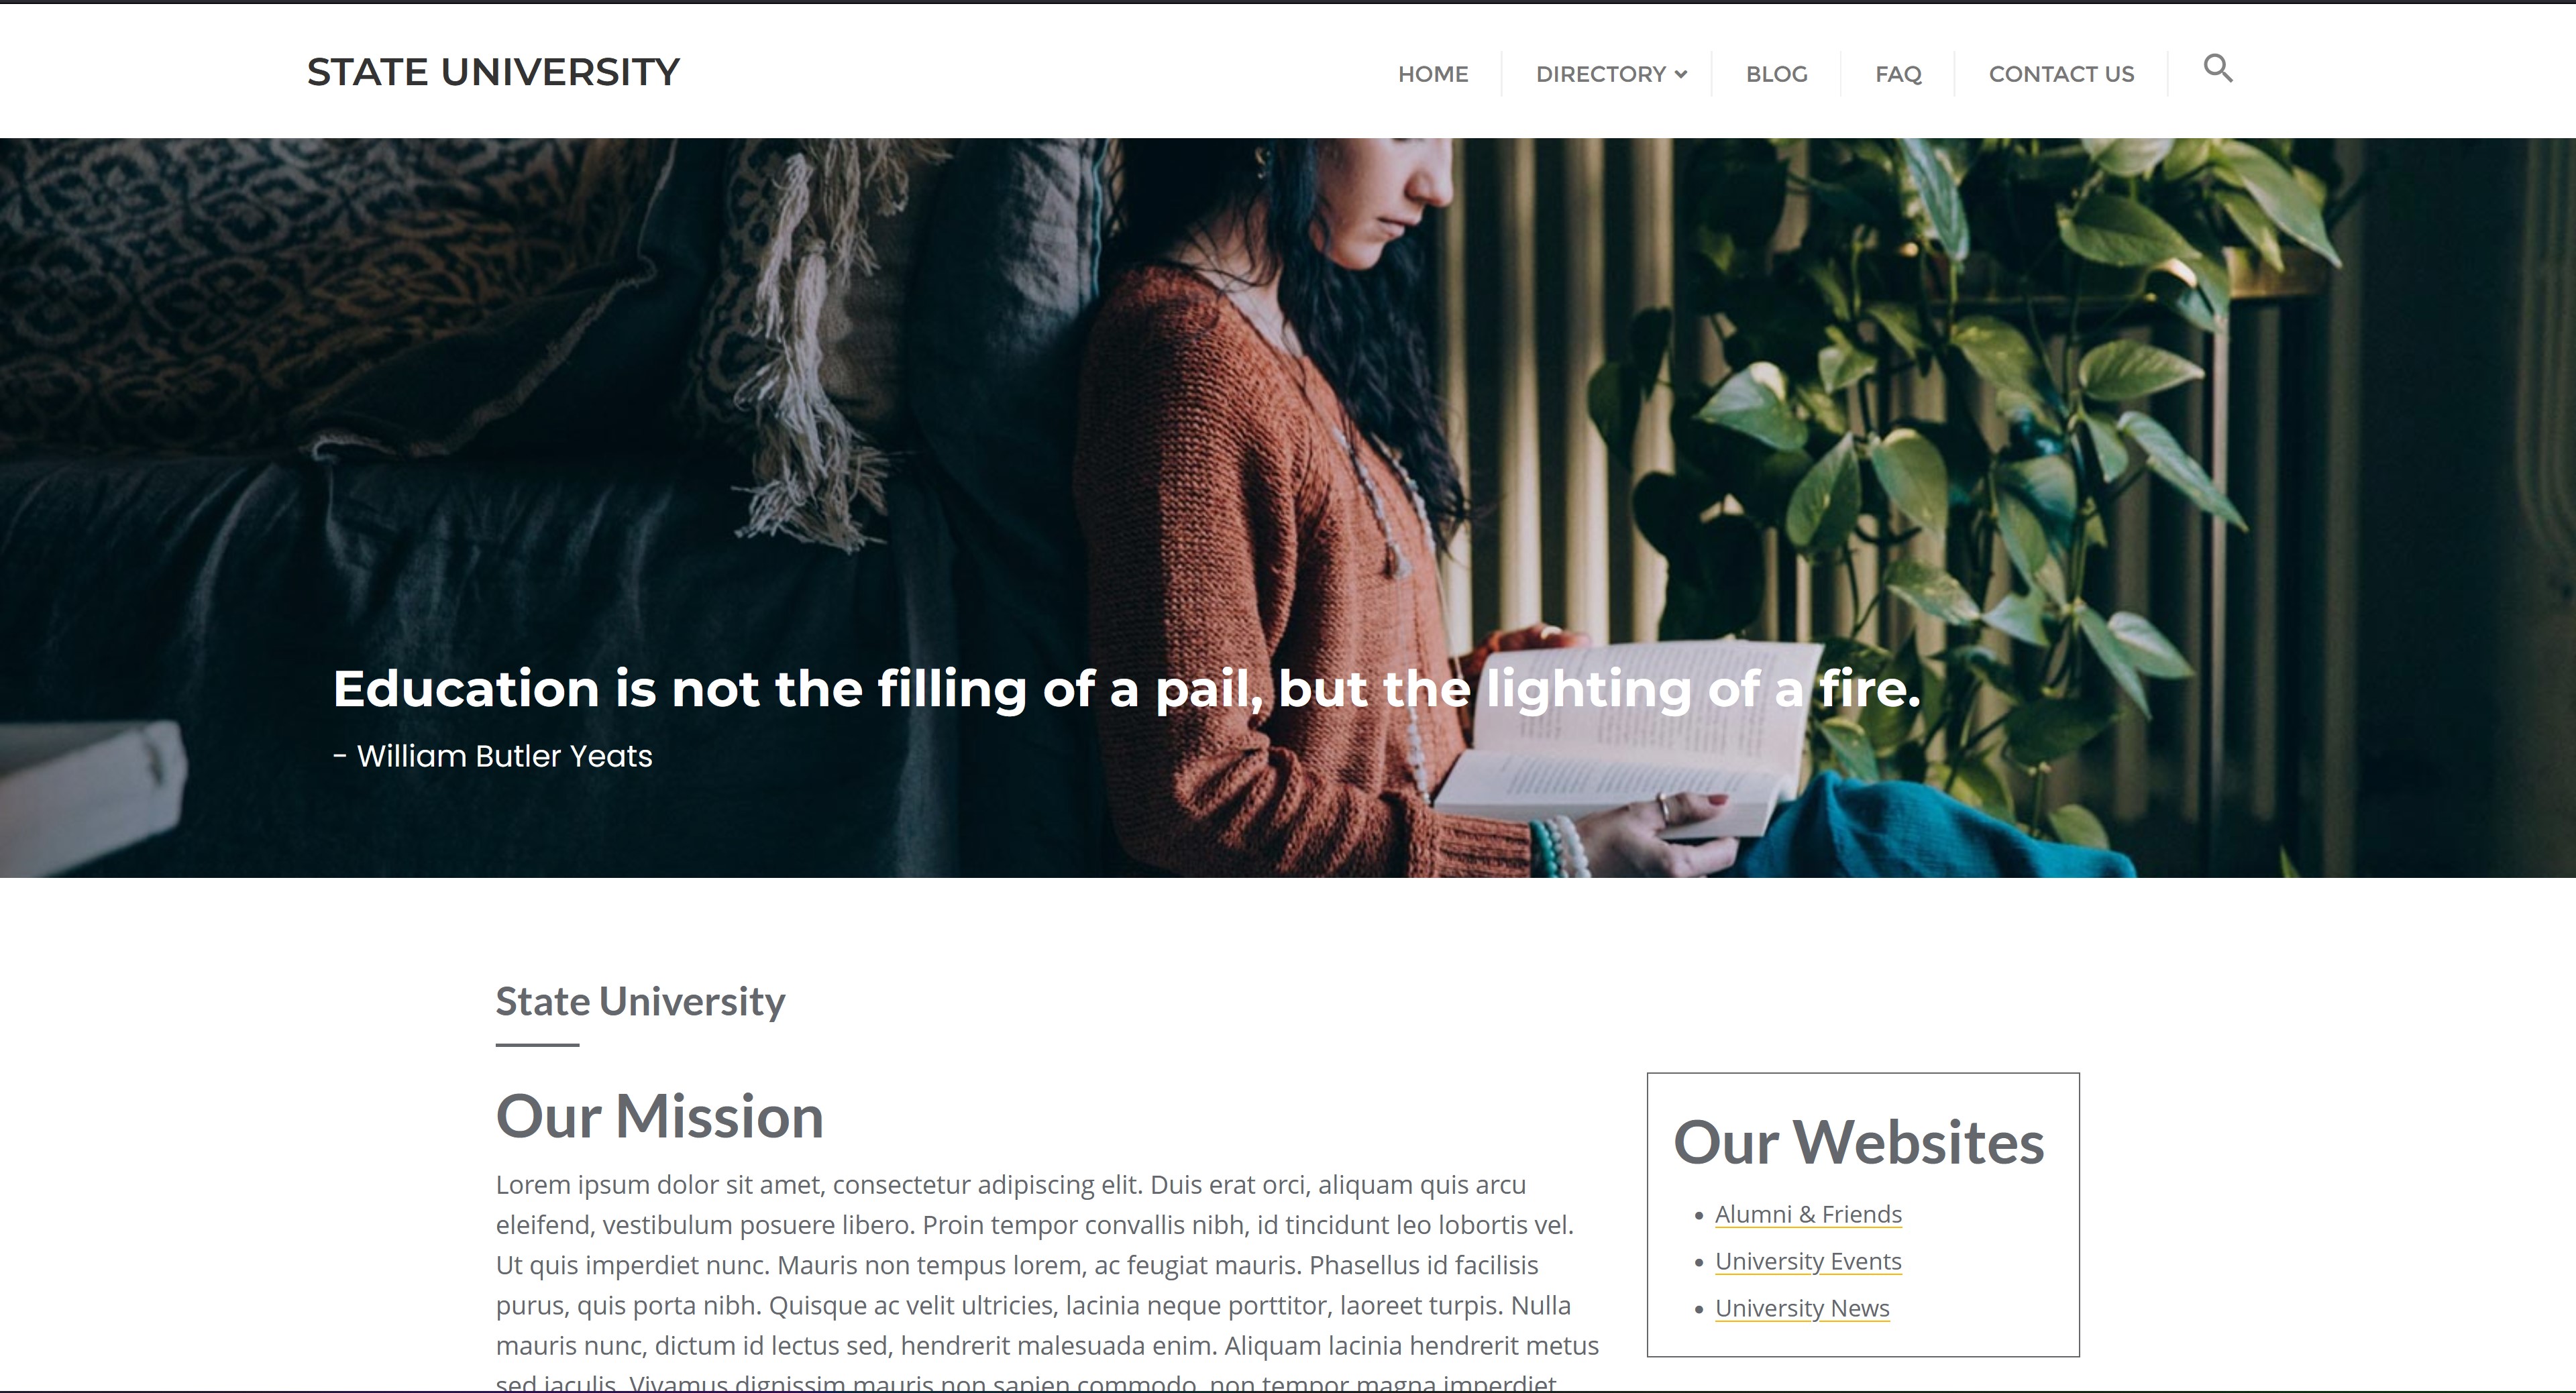 STATE UNIVERSITY
HOME
DIRECTORY
BLOG
FAQ
CONTACT US
Education is not the filling of a pail, but the lighting of a fire.
- William Butler Yeats
State University
Our Mission
Lorem ipsum dolor sit amet, consectetur adipiscing elit. Duis erat orci, aliquam quis arcu
eleifend, vestibulum posuere libero. Proin tempor convallis nibh, id tincidunt leo lobortis vel.
Ut quis imperdiet nunc. Mauris non tempus lorem, ac feugiat mauris. Phasellus id facilisis
purus, quis porta nibh. Quisque ac velit ultricies, lacinia neque porttitor, laoreet turpis. Nulla
mauris nunc, dictum id lectus sed, hendrerit malesuada enim. Aliquam lacinia hendrerit metus
sed iaculis. Vivamus dignissim mauris non sapien commodo, non tempor magna imperdiet.
Our Websites
• Alumni & Friends
• University Events
• University News